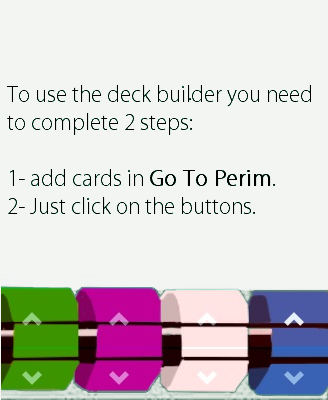 To use the deck builder you need
to complete 2 steps:
1- add cards in Go To Perim.
2- Just click on the buttons.